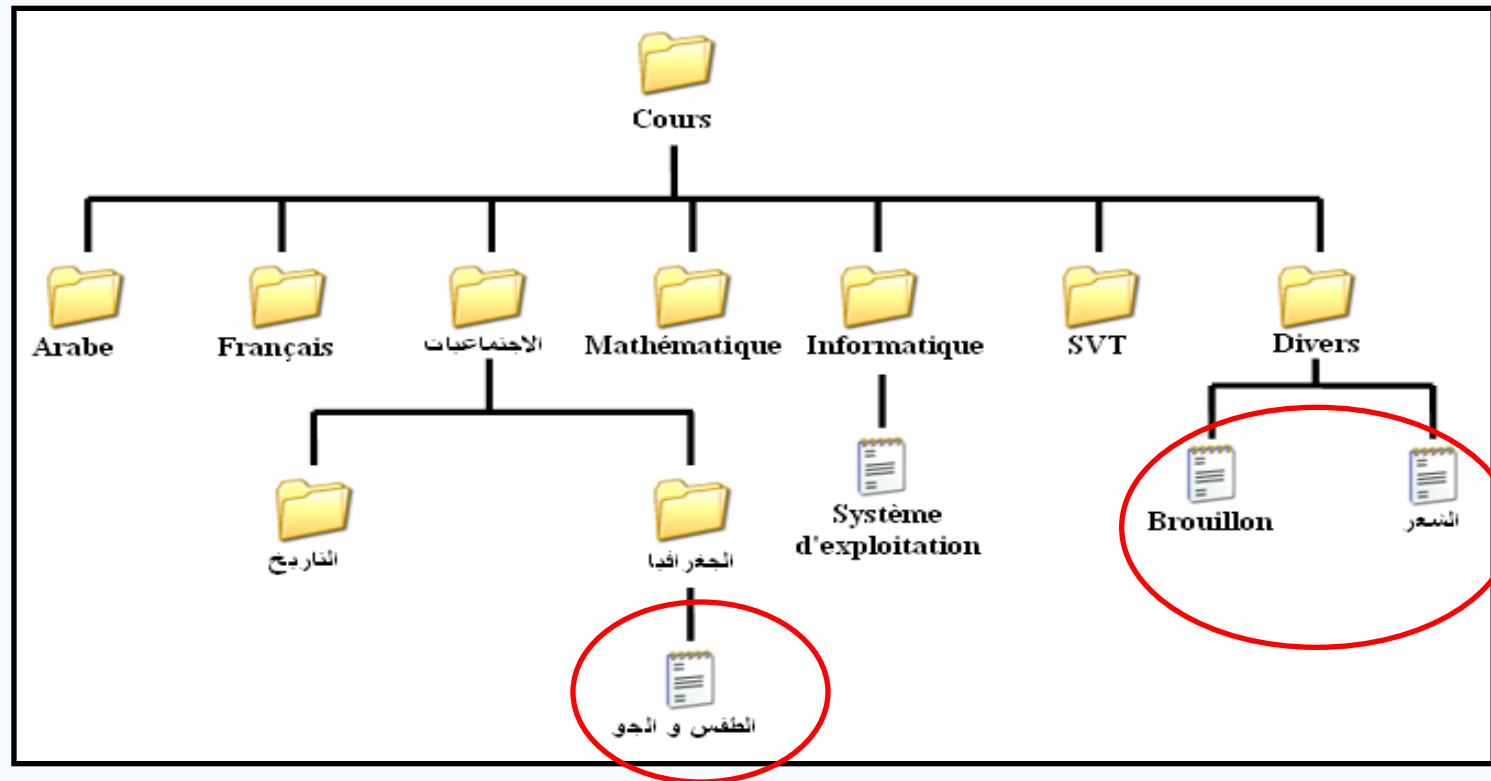 Cours
Arabe
Français
الاجتماعيات
Mathématique
Informatique
SVT
Divers
التاريخ
الجغرافيا
Système
d'exploitation
Brouillon
الشعر
الطقس و الجو